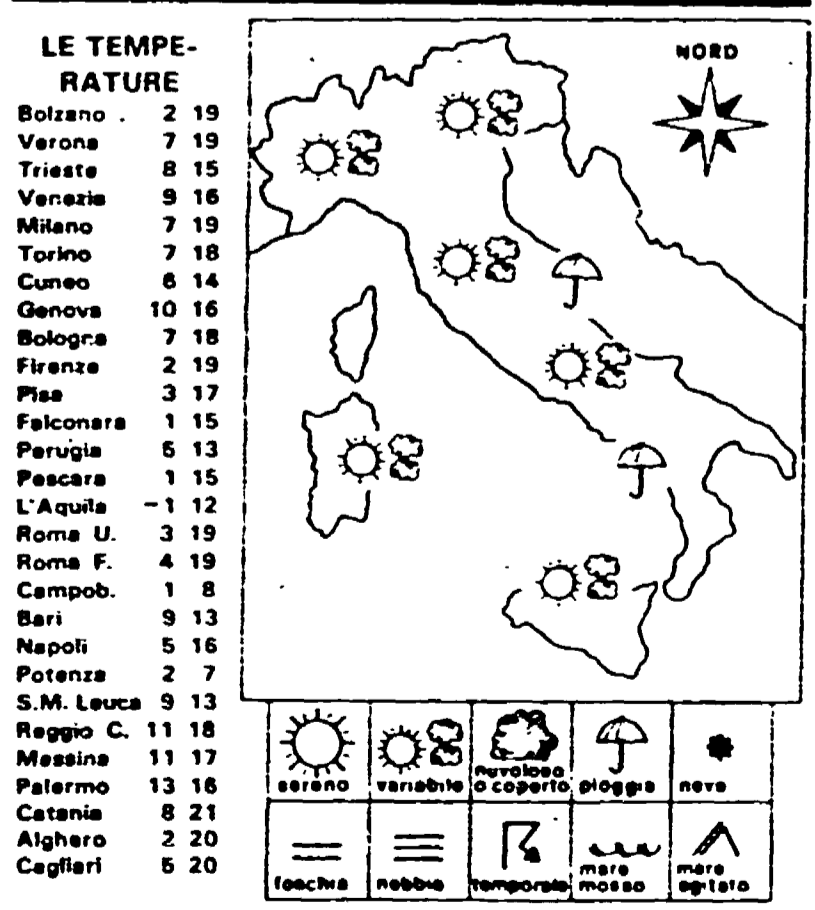 LE TEMPE-
RATURE
Bolzano . 2 19
Verona 7 19
Trieste 8 15
Venezia 9 16
Milano 7 19
Torino 7 18
Cuneo 6 14
Genova 10 16
Bologna 7 18
Firenze 2 19
Pisa 3 17
Falconara 1 15
Perugia 5 13
Pescara 1 15
L'Aquila -1 12
Roma U. 3 19
Roma F. 4 19
Campob. 1 8
Bari 9 13
Napoli 5 16
Potenza 2 7
S.M. Leuca 9 13
Reggio C. 11 18
Messina 11 17
Palermo 13 16
Catania 8 21
Alghero 2 20
Cagliari 5 20
NORD
sereno
variabile
nuvoloso
o coperto
pioggia
neve
foschia
nebbia
temporale
mare
mosso
mare
agitato